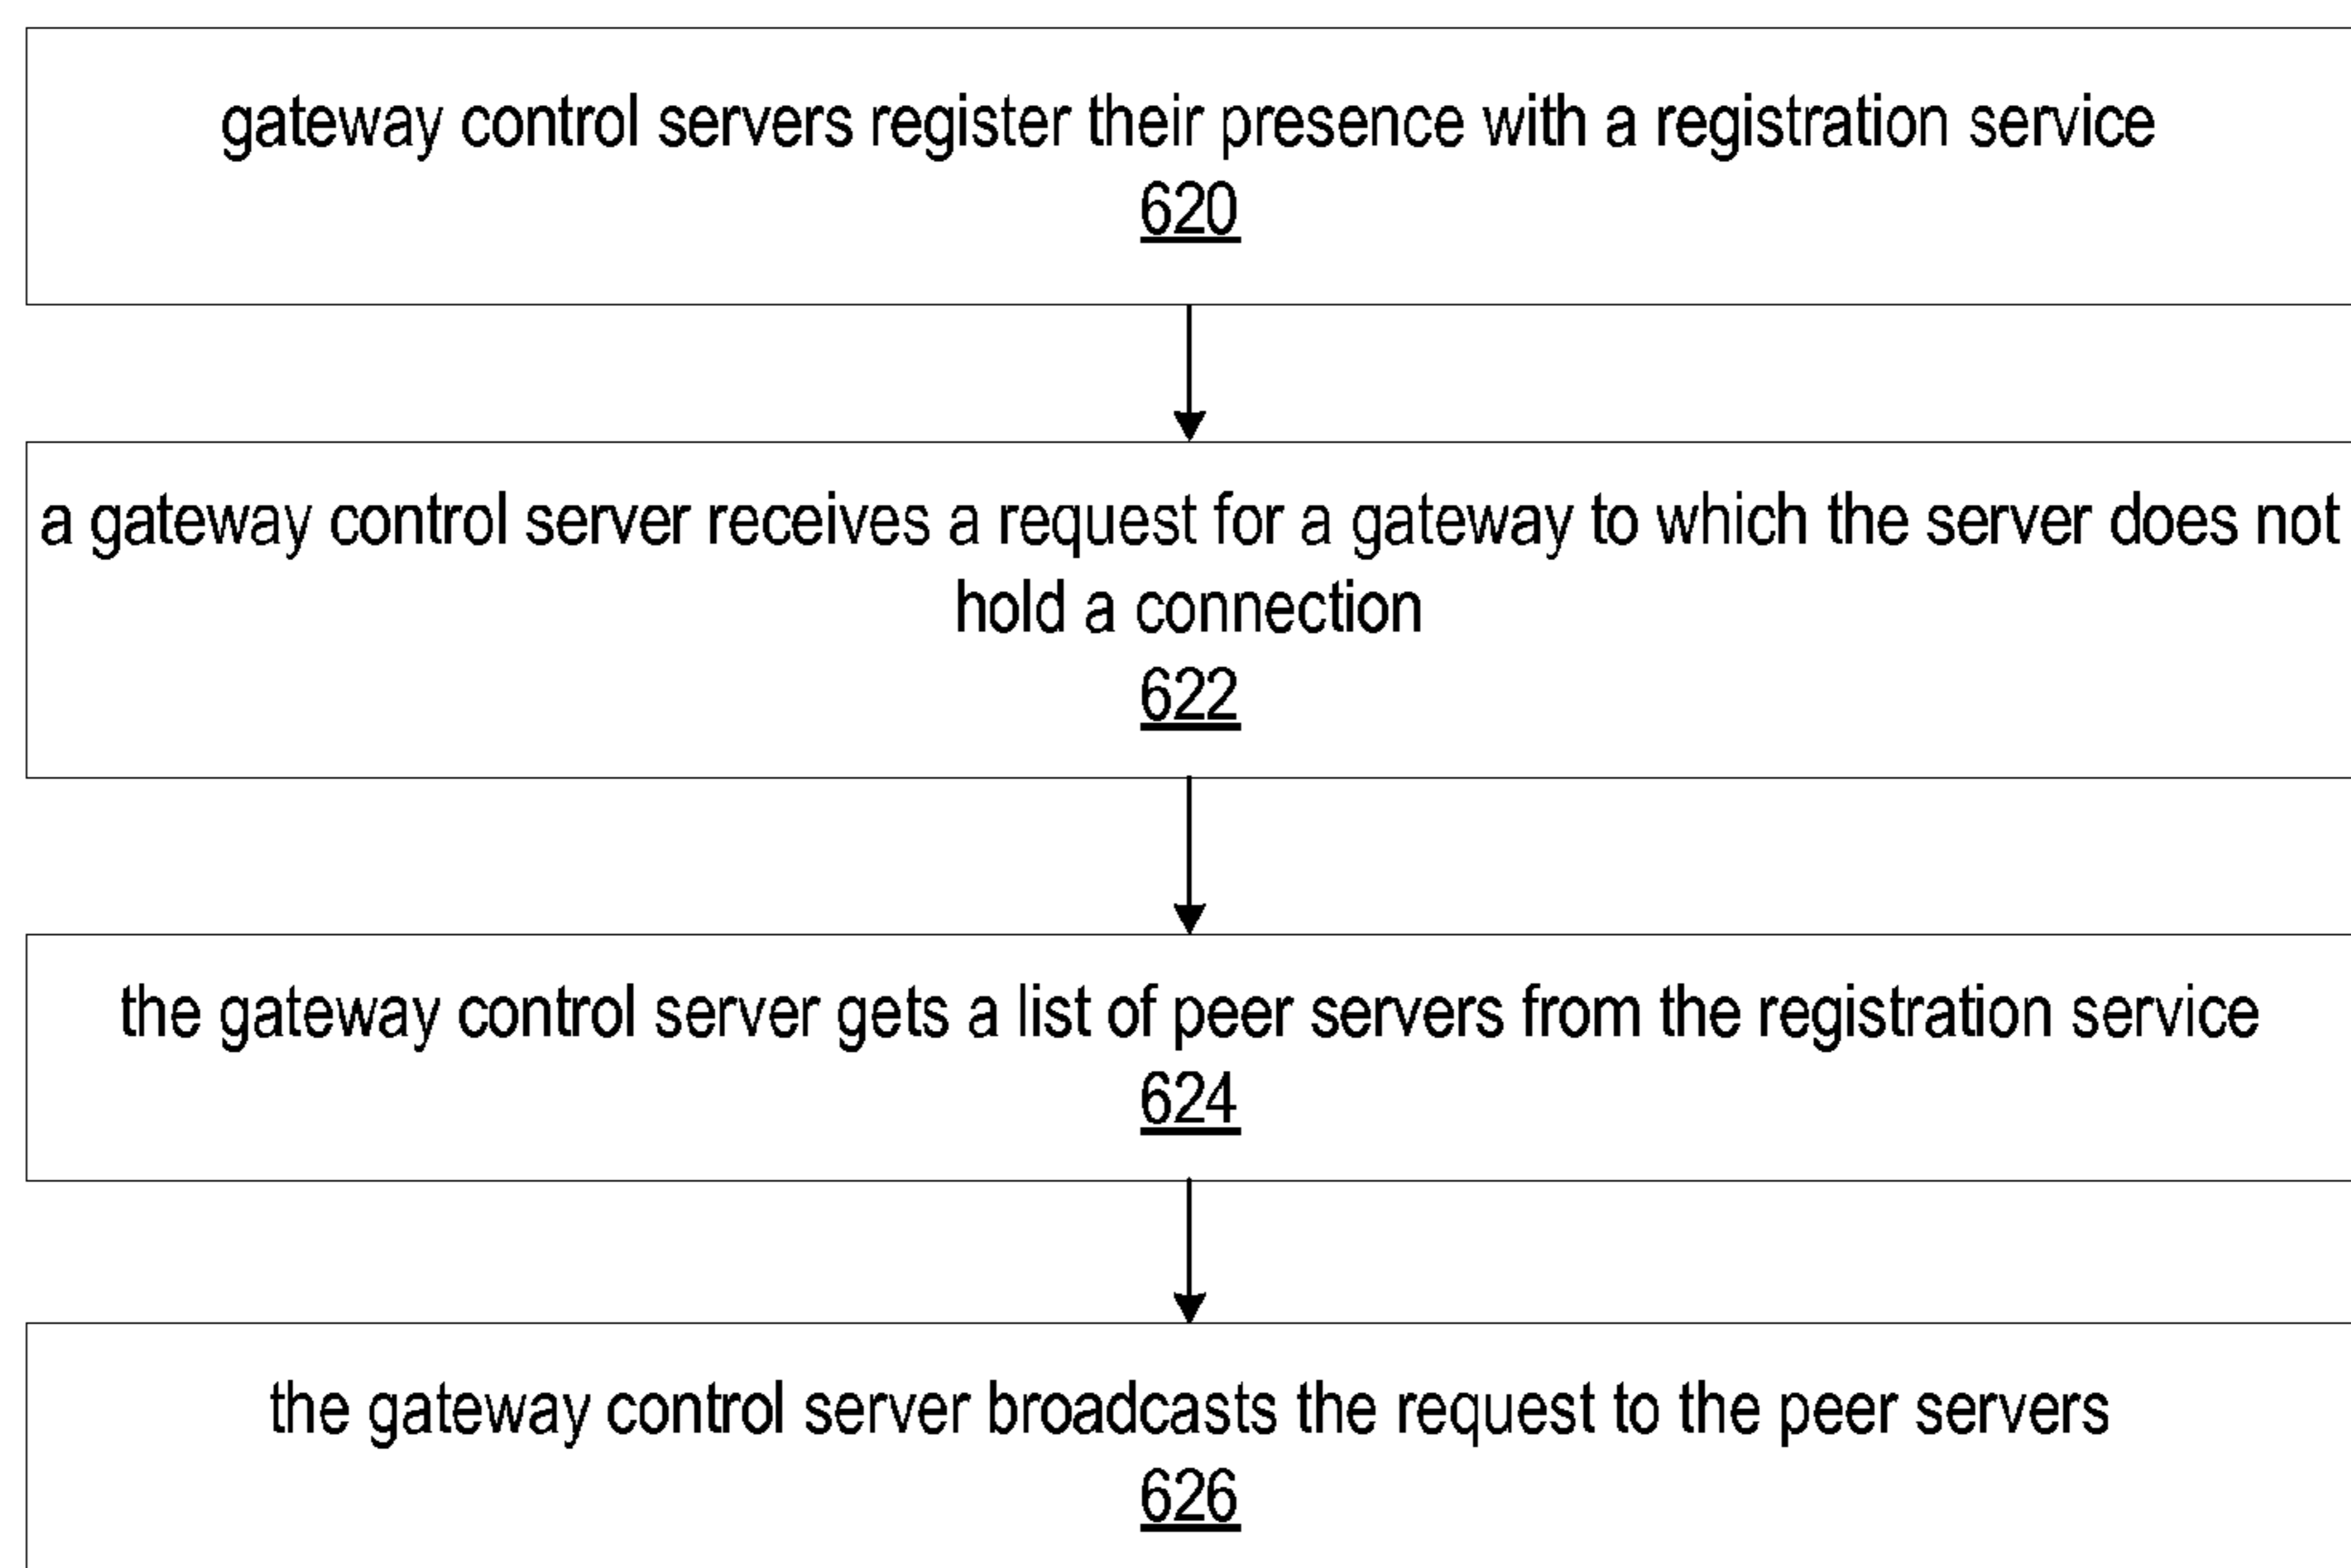 gateway control servers register their presence with a registration service
620
a gateway control server receives a request for a gateway to which the server does not
hold a connection
622
the gateway control server gets a list of peer servers from the registration service
624
the gateway control server broadcasts the request to the peer servers
626